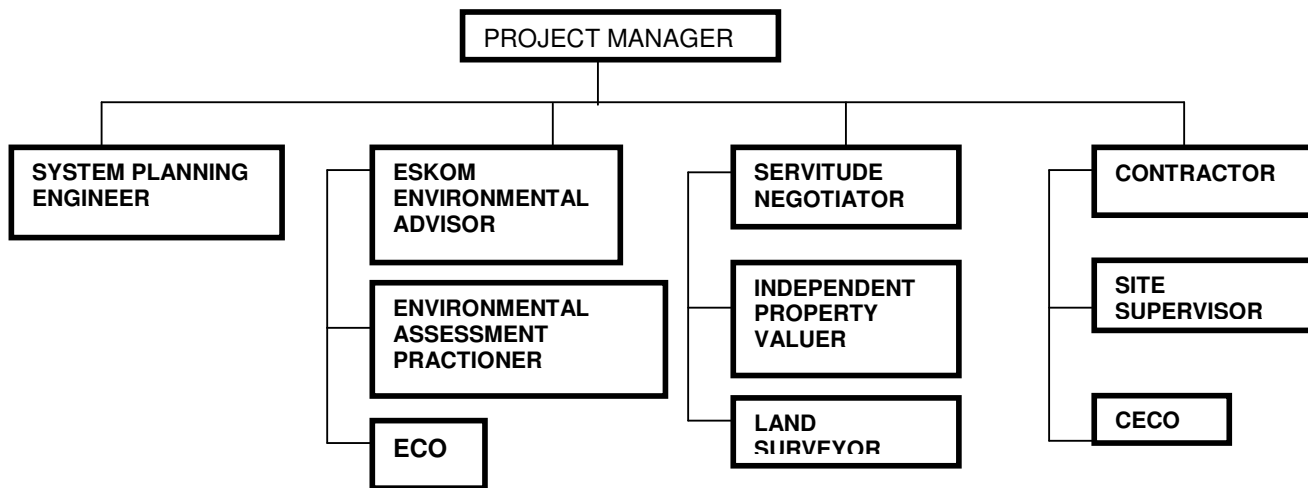 PROJECT MANAGER
SYSTEM PLANNING
ENGINEER
ESKOM
ENVIRONMENTAL
ADVISOR
SERVITUDE
NEGOTIATOR
CONTRACTOR
ENVIRONMENTAL
ASSESSMENT
PRACTIONER
INDEPENDENT
PROPERTY
VALUER
SITE
SUPERVISOR
ECO
LAND
SURVEYOR
CECO